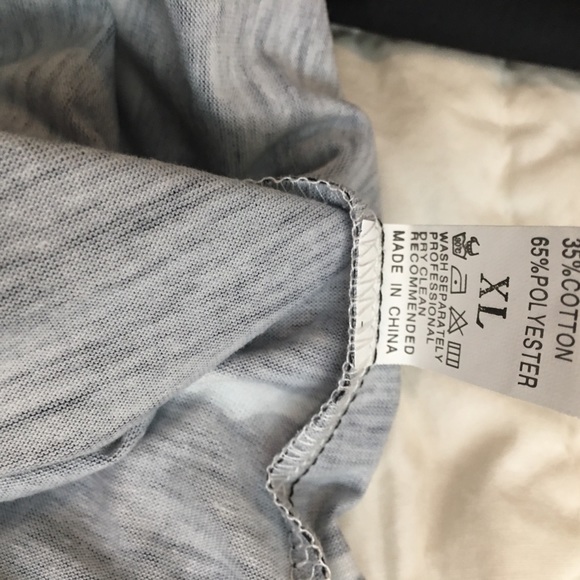 35%COTTON
65%POLYESTER
XL
WASH SEPARATELY
PROFESSIONAL
DRY CLEAN
RECOMMENDED
MADE IN CHINA